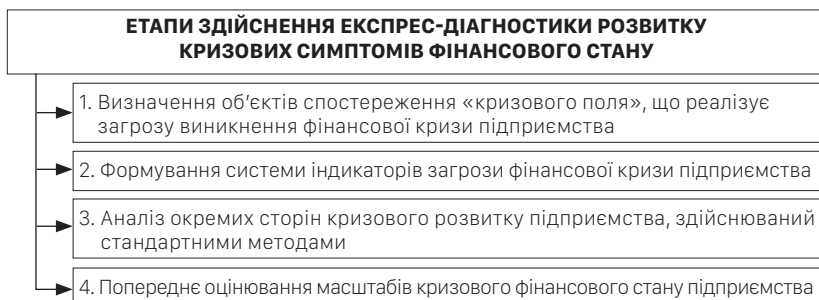 ЕТАПИ ЗДІЙСНЕННЯ ЕКСПРЕС-ДІАГНОСТИКИ РОЗВИТКУ
КРИЗОВИХ СИМПТОМІВ ФІНАНСОВОГО СТАНУ
1. Визначення об’єктів спостереження «кризового поля», що реалізує
загрозу виникнення фінансової кризи підприємства
2. Формування системи індикаторів загрози фінансової кризи підприємства
3. Аналіз окремих сторін кризового розвитку підприємства, здійснюваний
стандартними методами
4. Попереднє оцінювання масштабів кризового фінансового стану підприємства